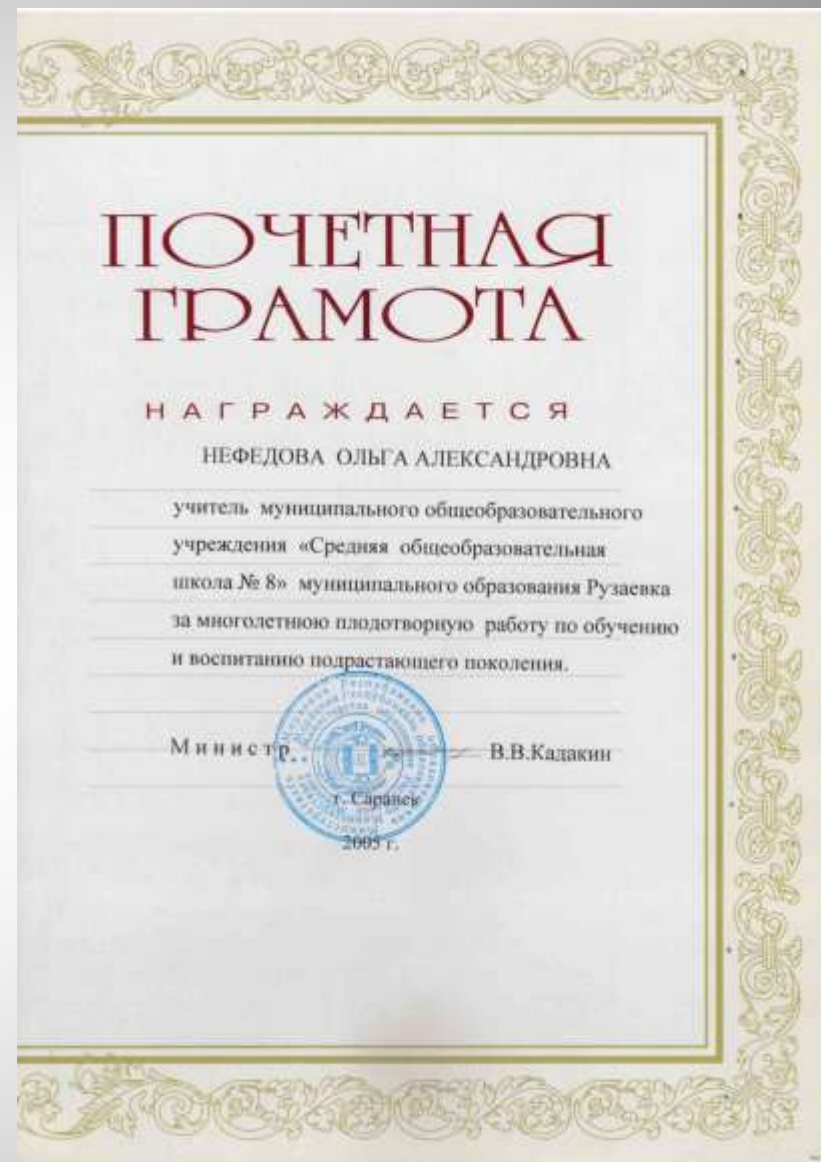 ПОЧЕТНАЯ
ГРАМОТА
НАГРАЖДАЕТСЯ
НЕФЕДОВА ОЛЬГА АЛЕКСАНДРОВНА
учитель муниципального общеобразовательного
учреждения «Средняя общеобразовательная
школа № 8» муниципального образования Рузаевка
за многолетнюю плодотворную работу по обучению
и воспитанию подрастающего поколения.
Министр В.В.Кадакин
г. Саранск
2005 г.